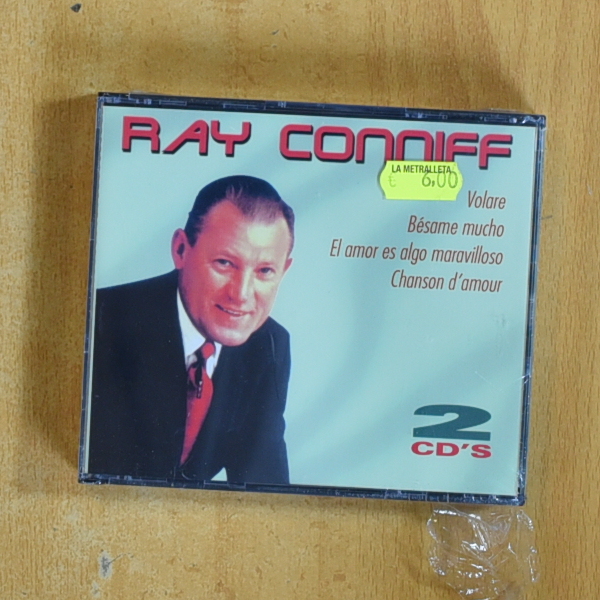 RAY CONNIFF
LA METRALLETA
€ 6,00
Volare
Bésame mucho
El amor es algo maravilloso
Chanson d'amour
2
CD'S